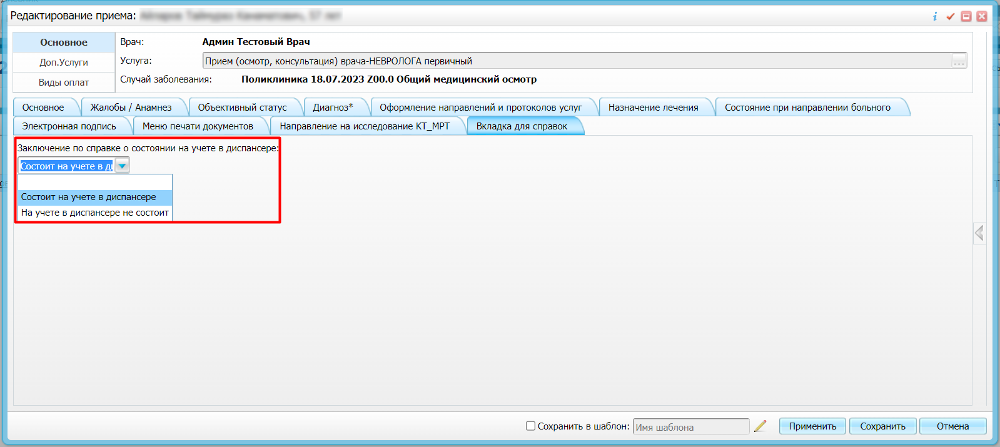 Редактирование приема:
Основное
Доп.Услуги
Виды оплат
Врач: Админ Тестовый Врач
Услуга: Прием (осмотр, консультация) врача-НЕВРОЛОГА первичный ...
Случай заболевания: Поликлиника 18.07.2023 Z00.0 Общий медицинский осмотр
Основное Жалобы / Анамнез Объективный статус Диагноз* Оформление направлений и протоколов услуг Назначение лечения Состояние при направлении больного
Электронная подпись Меню печати документов Направление на исследование КТ_МРТ Вкладка для справок
Заключение по справке о состоянии на учете в диспансере:
Состоит на учете в ди
Состоит на учете в диспансере
На учете в диспансере не состоит
Сохранить в шаблон: Имя шаблона Применить Сохранить Отмена